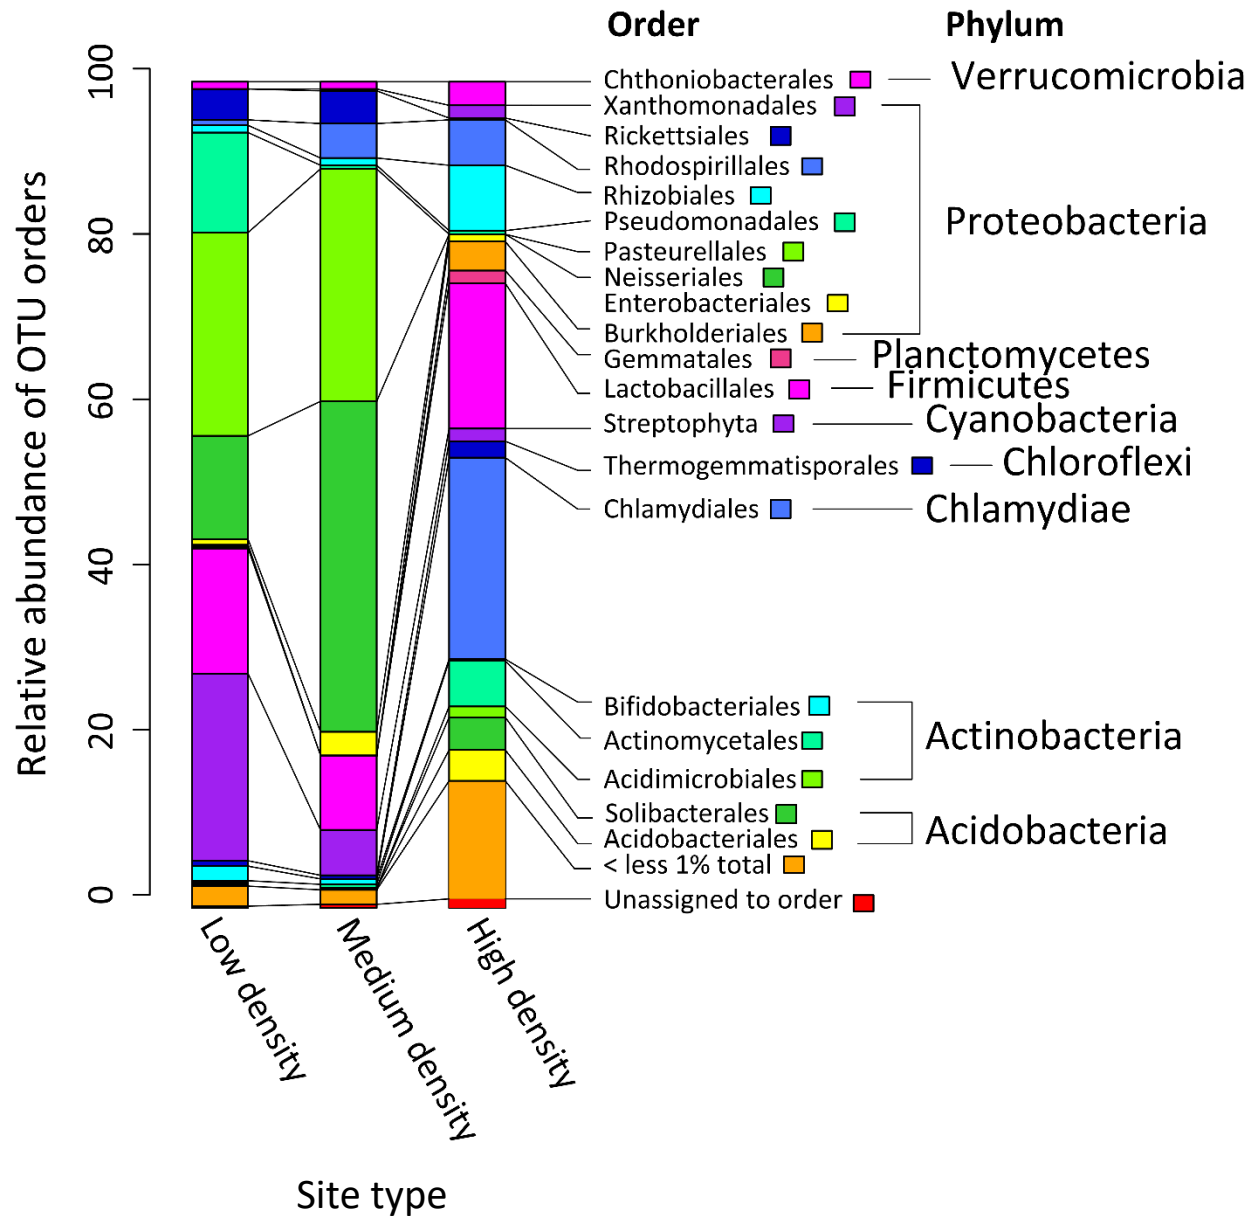 Order Phylum
Relative abundance of OTU orders
100
80
60
40
20
0
Chthoniobacterales Verrucomicrobia
Xanthomonadales
Rickettsiales
Rhodospirillales
Rhizobiales
Pseudomonadales Proteobacteria
Pasteurellales
Neisseriales
Enterobacteriales
Burkholderiales
Gemmatales Planctomycetes
Lactobacillales Firmicutes
Streptophyta Cyanobacteria
Thermogemmatisporales Chloroflexi
Chlamydiales Chlamydiae
Bifidobacteriales
Actinomycetales Actinobacteria
Acidimicrobiales
Solibacterales
Acidobacteriales Acidobacteria
< less 1% total
Unassigned to order
Low density
Medium density
High density
Site type